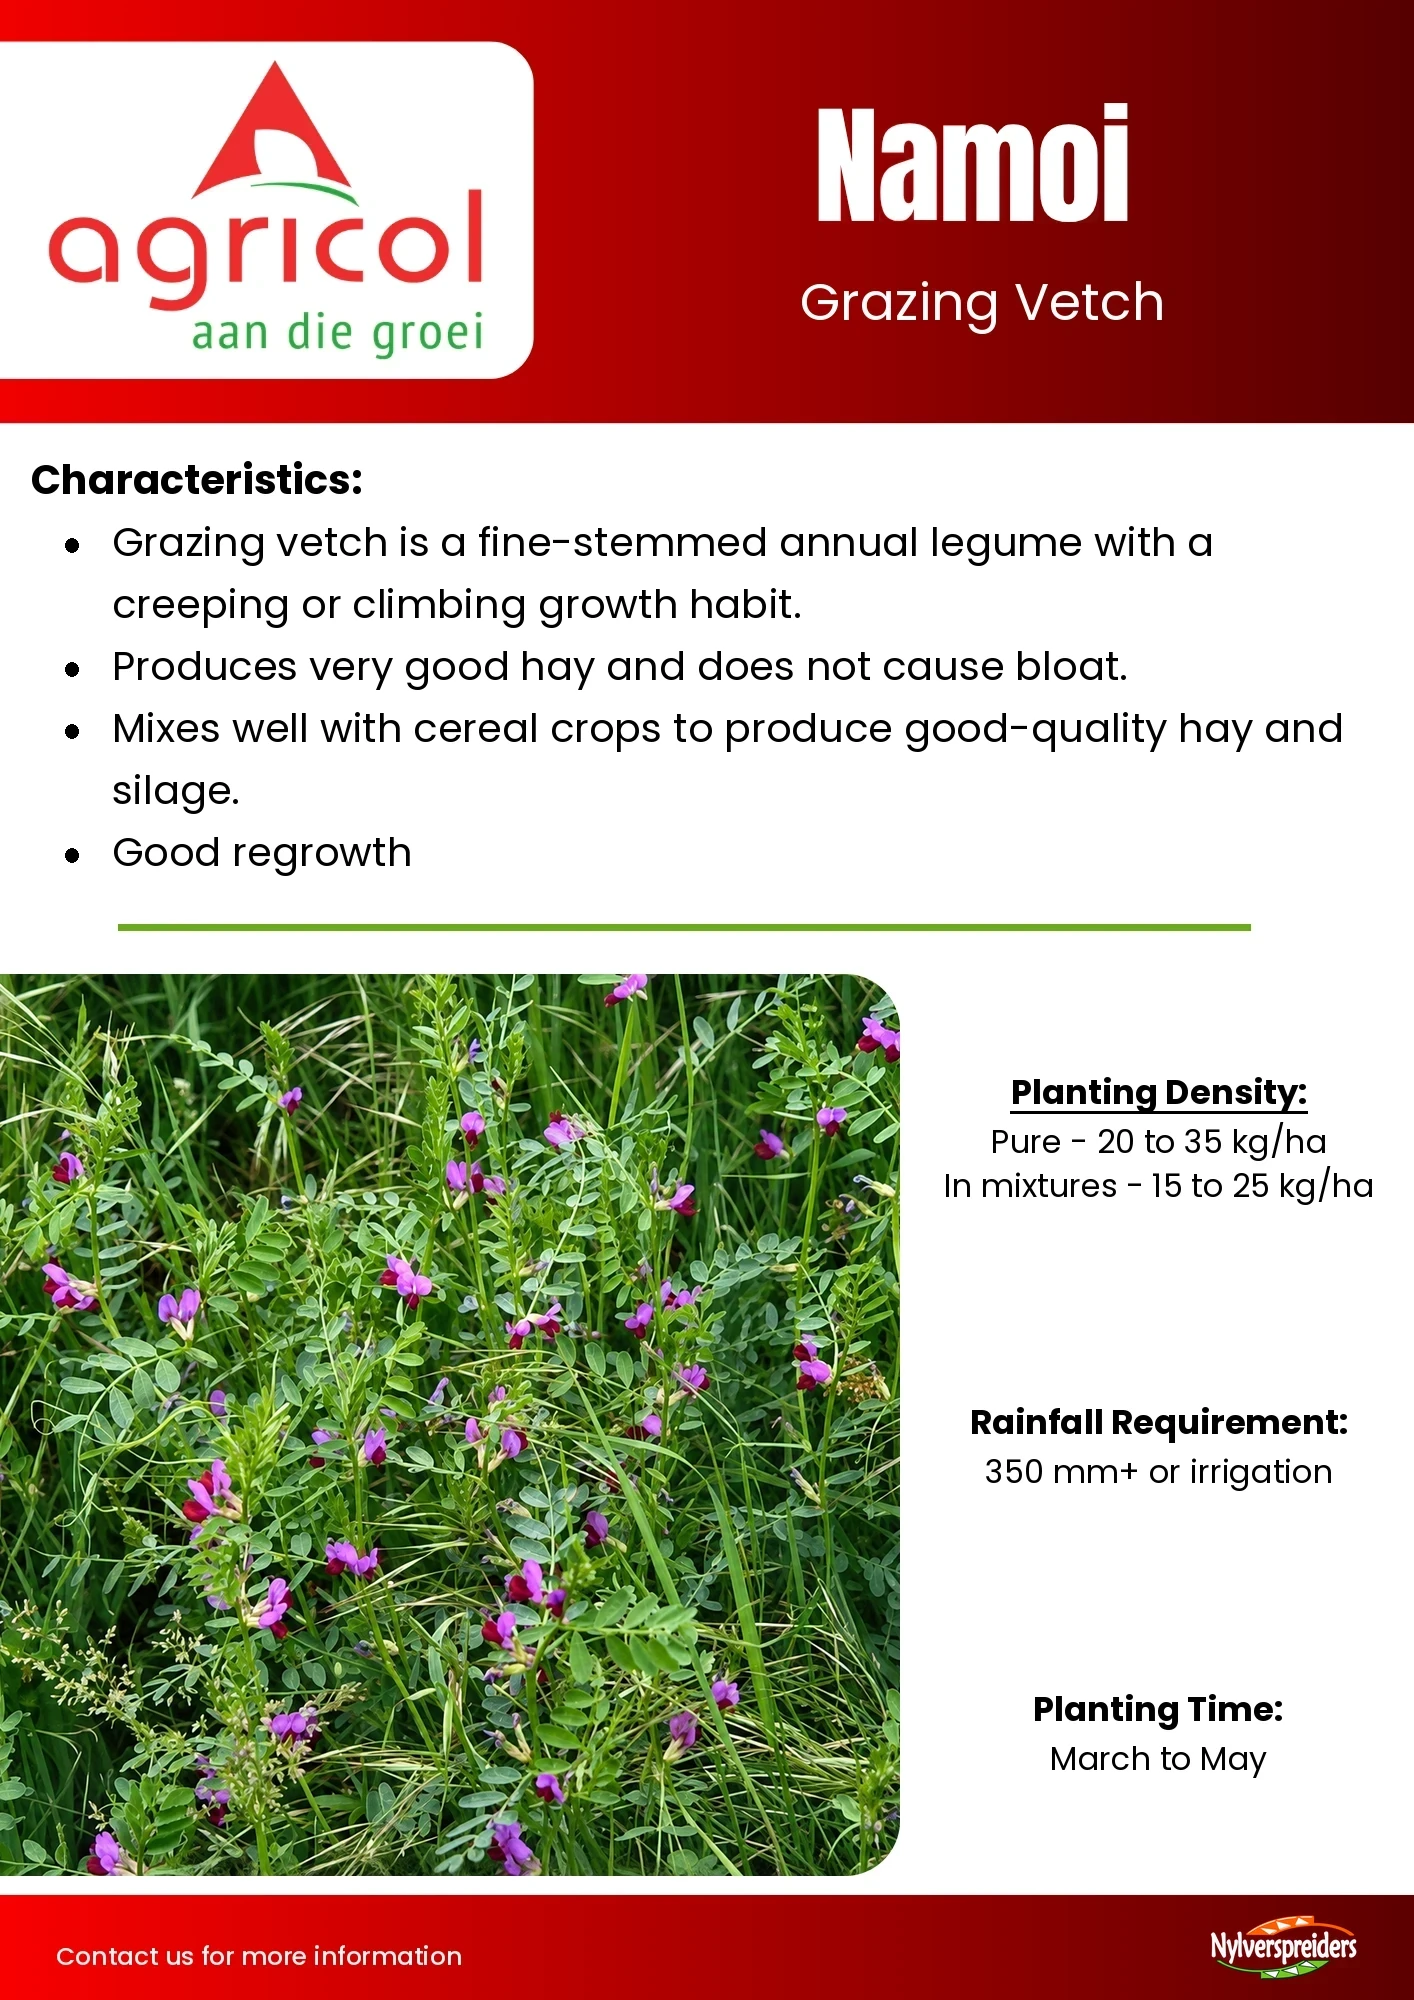 agricol
aan die groei
Namoi
Grazing Vetch
Characteristics:
• Grazing vetch is a fine-stemmed annual legume with a
creeping or climbing growth habit.
• Produces very good hay and does not cause bloat.
• Mixes well with cereal crops to produce good-quality hay and
silage.
• Good regrowth
Planting Density:
Pure - 20 to 35 kg/ha
In mixtures - 15 to 25 kg/ha
Rainfall Requirement:
350 mm+ or irrigation
Planting Time:
March to May
Contact us for more information
Nylverspreiders